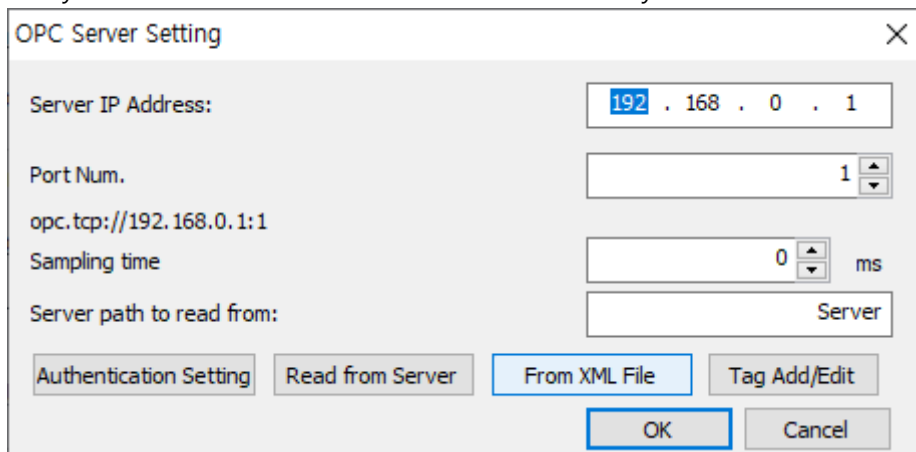 OPC Server Setting
Server IP Address: 192 . 168 . 0 . 1
Port Num. 1
opc.tcp://192.168.0.1:1
Sampling time 0 ms
Server path to read from: Server
Authentication Setting Read from Server From XML File Tag Add/Edit
OK Cancel